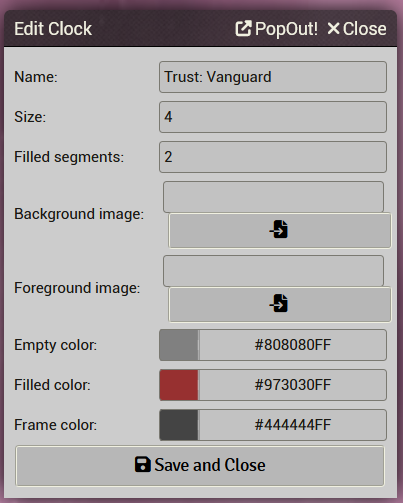 Edit Clock PopOut! Close
Name: Trust: Vanguard
Size: 4
Filled segments: 2
Background image:
Foreground image:
Empty color: #808080FF
Filled color: #973030FF
Frame color: #444444FF
Save and Close